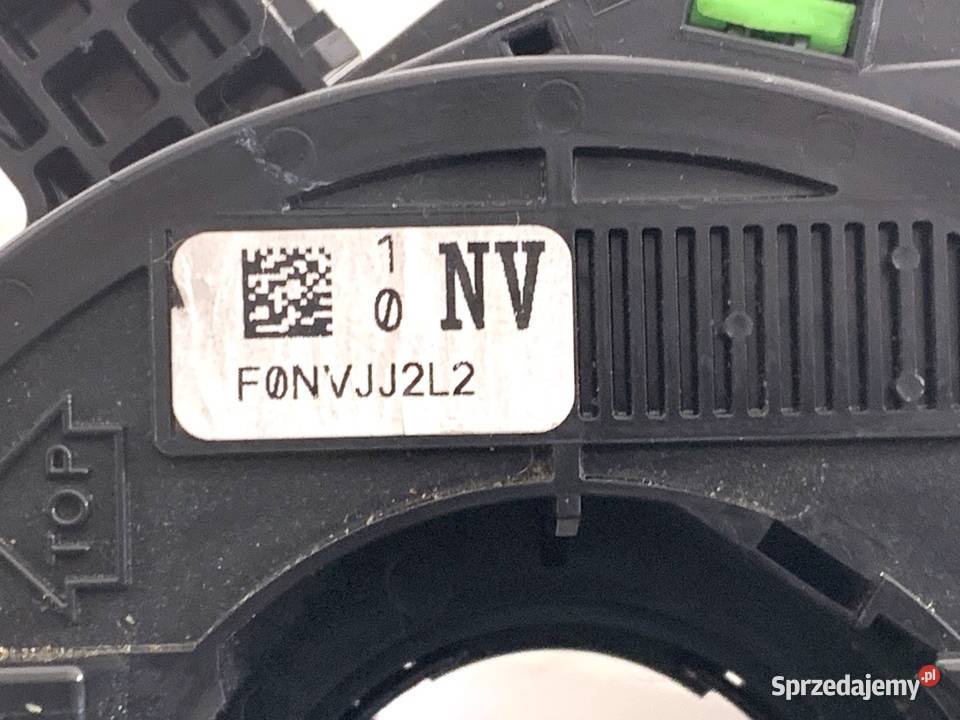 1
0 NV
F0NVJJ2L2
TOP
Sprzedajemy.pl